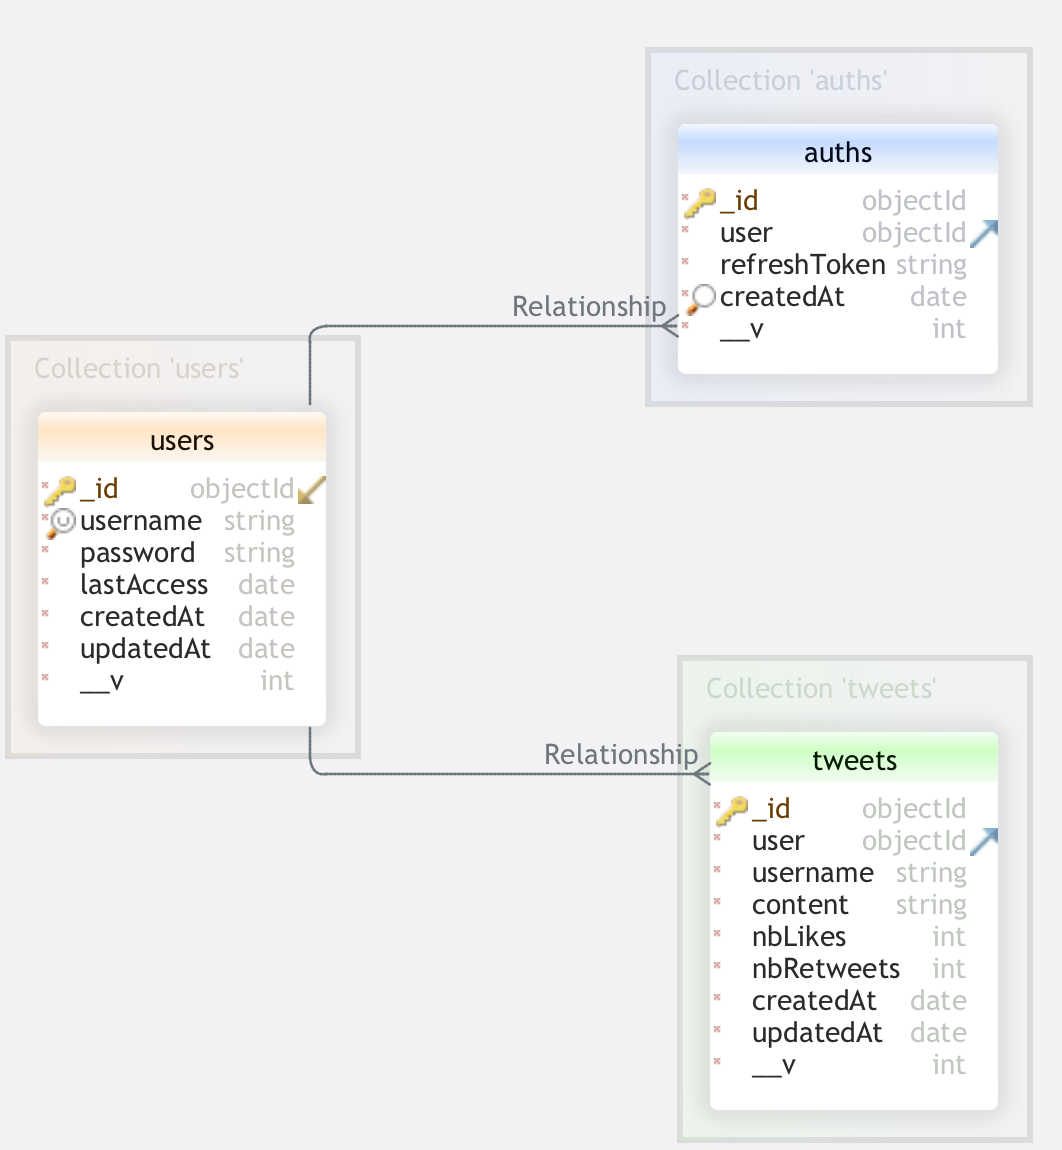 Collection 'auths'
auths
_id objectId
user objectId
refreshToken string
createdAt date
__v int
Relationship
Collection 'users'
users
_id objectId
username string
password string
lastAccess date
createdAt date
updatedAt date
__v int
Relationship
Collection 'tweets'
tweets
_id objectId
user objectId
username string
content string
nbLikes int
nbRetweets int
createdAt date
updatedAt date
__v int